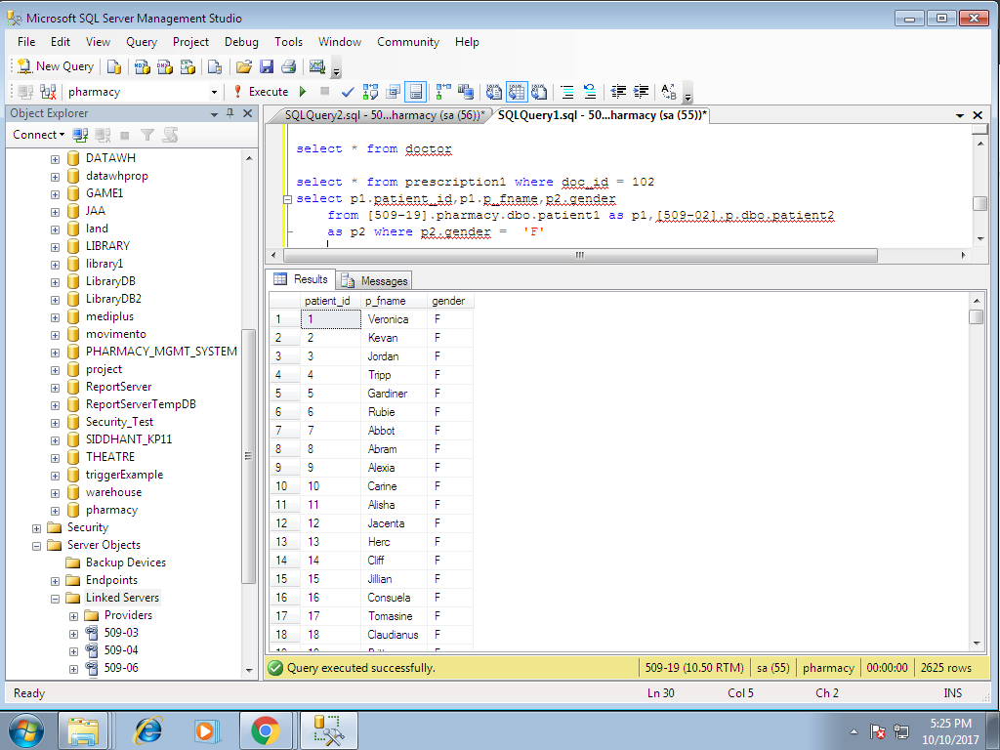 Microsoft SQL Server Management Studio
File Edit View Query Project Debug Tools Window Community Help
New Query
pharmacy Execute
Object Explorer
Connect
DATAWH
datawhprop
GAME1
JAA
land
LIBRARY
library1
LibraryDB
LibraryDB2
mediplus
movimento
PHARMACY_MGMT_SYSTEM
project
ReportServer
ReportServerTempDB
Security_Test
SIDDHANT_KP11
THEATRE
triggerExample
warehouse
pharmacy
Security
Server Objects
Backup Devices
Endpoints
Linked Servers
Providers
509-03
509-04
509-06
SQLQuery2.sql - 50...harmacy (sa (56))* SQLQuery1.sql - 50...harmacy (sa (55))*
select * from doctor
select * from prescription1 where doc_id = 102
select p1.patient_id,p1.p_fname,p2.gender
from [509-19].pharmacy.dbo.patient1 as p1,[509-02].p.dbo.patient2
as p2 where p2.gender = 'F'
Results Messages
patient_id p_fname gender
1 1 Veronica F
2 2 Kevan F
3 3 Jordan F
4 4 Tripp F
5 5 Gardiner F
6 6 Rubie F
7 7 Abbot F
8 8 Abram F
9 9 Alexia F
10 10 Carine F
11 11 Alisha F
12 12 Jacenta F
13 13 Herc F
14 14 Cliff F
15 15 Jillian F
16 16 Consuela F
17 17 Tomasine F
18 18 Claudianus F
Query executed successfully. 509-19 (10.50 RTM) sa (55) pharmacy 00:00:00 2625 rows
Ready Ln 30 Col 5 Ch 2 INS
5:25 PM
10/10/2017